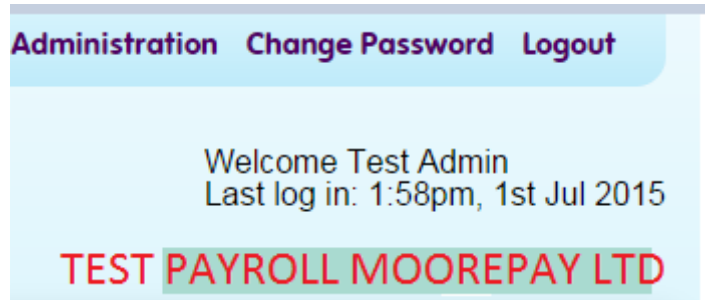 Administration Change Password Logout
Welcome Test Admin
Last log in: 1:58pm, 1st Jul 2015
TEST PAYROLL MOOREPAY LTD